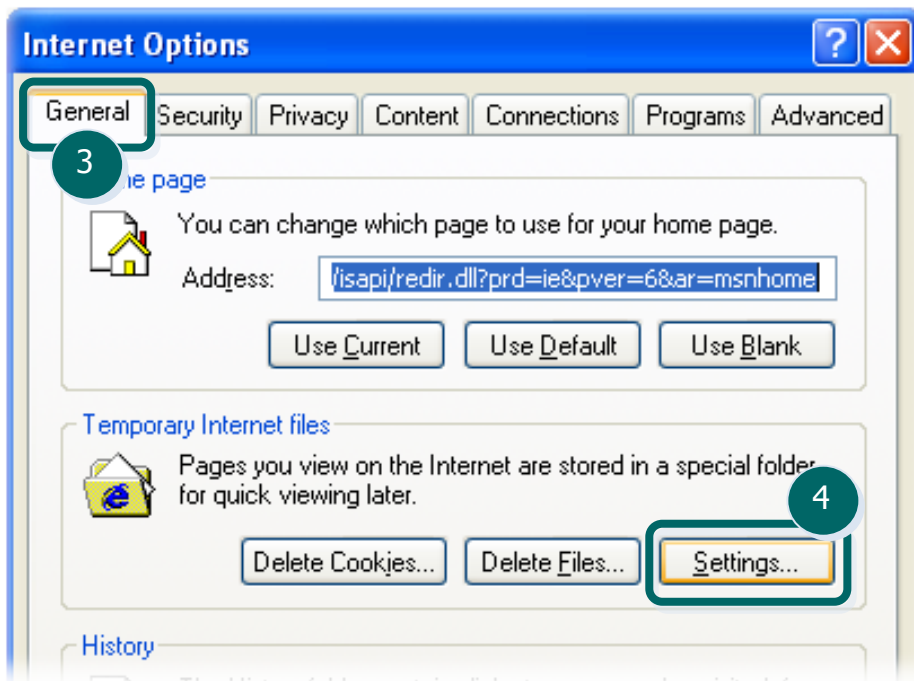 Internet Options
General Security Privacy Content Connections Programs Advanced
3
page
You can change which page to use for your home page.
Address: /isapi/redir.dll?prd=ie&pver=6&ar=msnhome
Use Current Use Default Use Blank
Temporary Internet files
Pages you view on the Internet are stored in a special folder
for quick viewing later.
4
Delete Cookies... Delete Files... Settings...
History